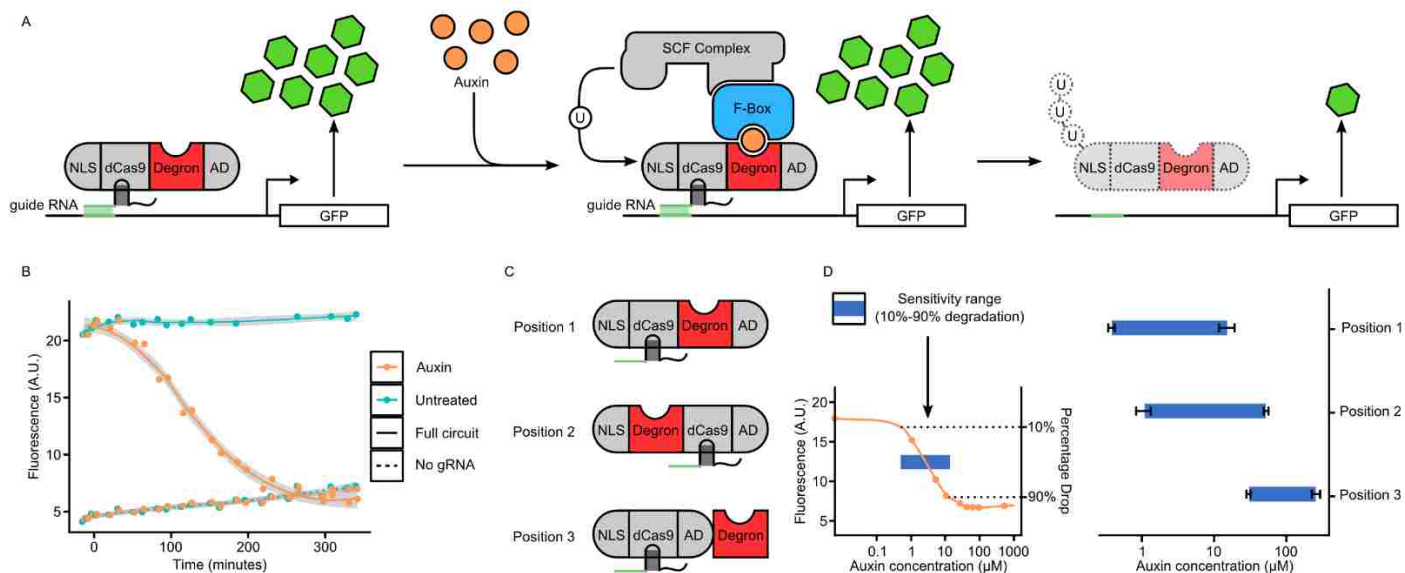 A
Auxin
SCF Complex
F-Box
U
U
U
U
NLS dCas9 Degron AD
guide RNA
GFP
NLS dCas9 Degron AD
guide RNA
GFP
NLS dCas9 Degron AD
GFP
B
Fluorescence (A.U.)
20
15
10
5
0 100 200 300
Time (minutes)
Auxin
Untreated
Full circuit
No gRNA
C
Position 1
NLS dCas9 Degron AD
Position 2
NLS Degron dCas9 AD
Position 3
NLS dCas9 AD Degron
D
Sensitivity range
(10%-90% degradation)
Fluorescence (A.U.)
20
15
10
5
10%
90%
Percentage Drop
0.1 1 10 100 1000
Auxin concentration (µM)
Position 1
Position 2
Position 3
1 10 100
Auxin concentration (µM)